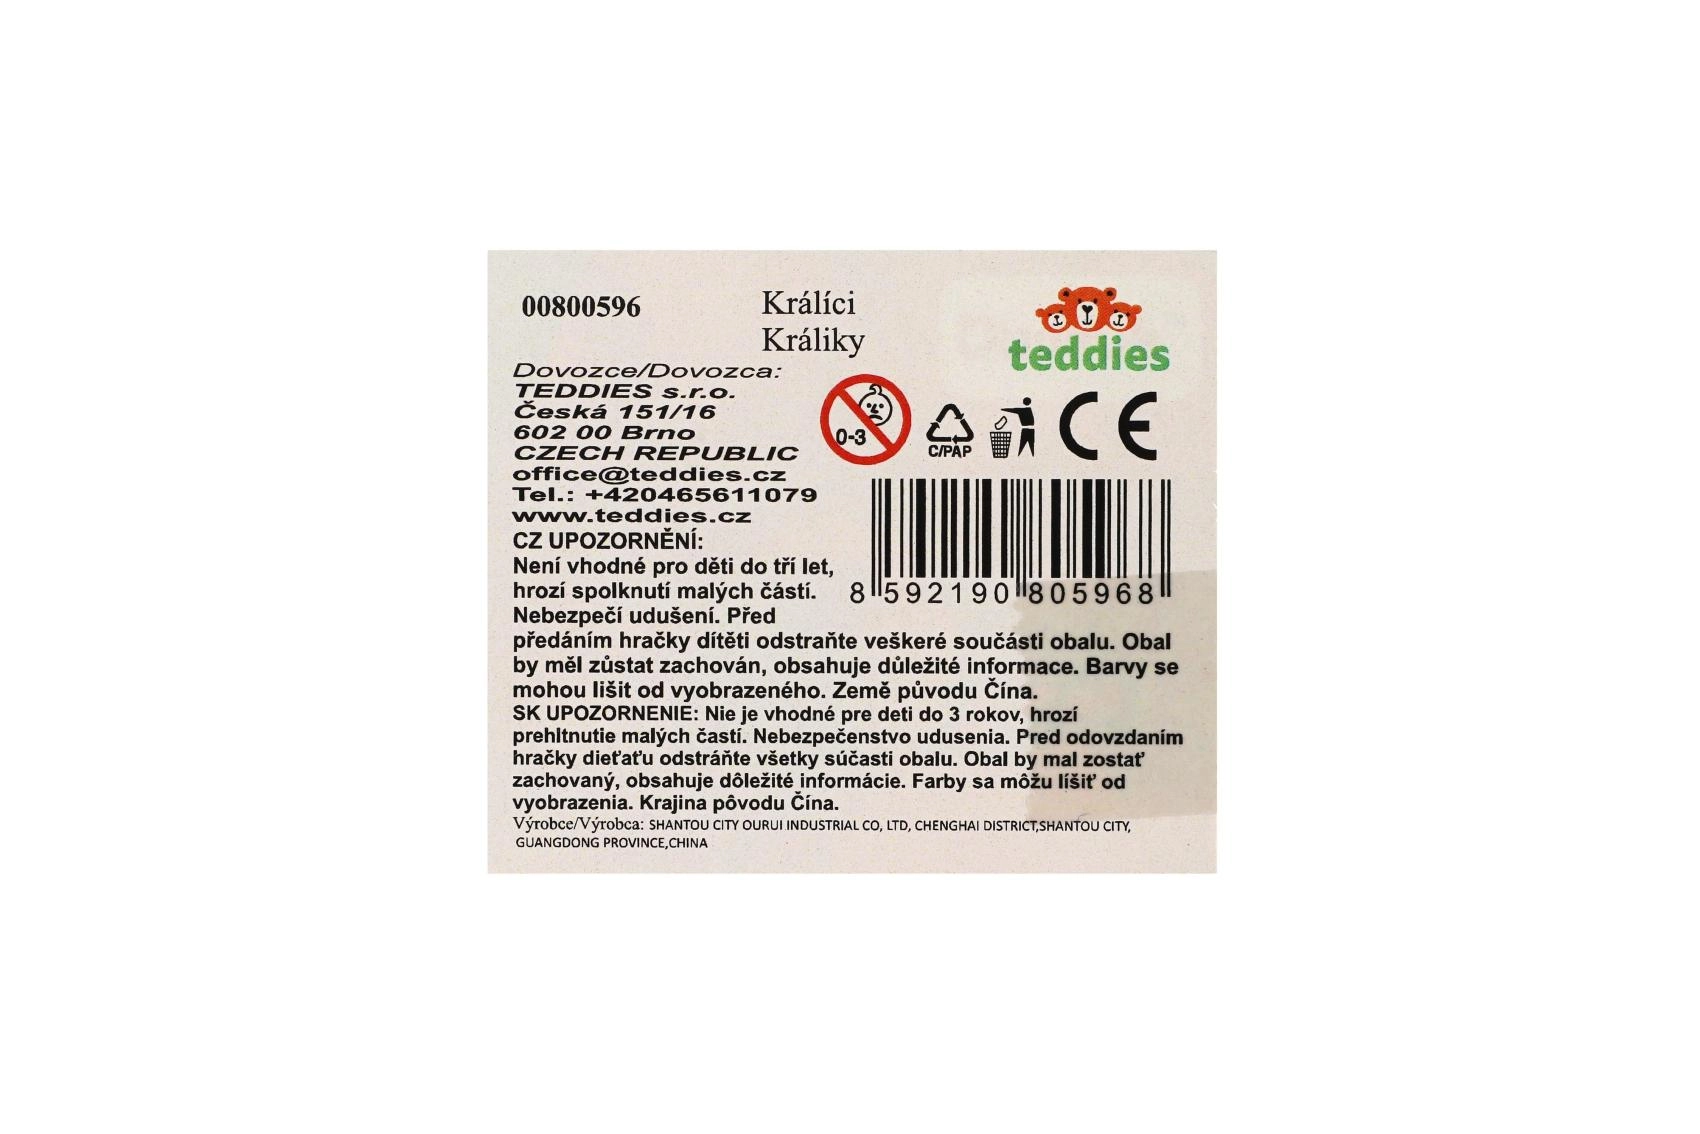 00800596
Králíci
Králiky
teddies
Dovozce/Dovozca:
TEDDIES s.r.o.
Česká 151/16
602 00 Brno
CZECH REPUBLIC
office@teddies.cz
Tel.: +420465611079
www.teddies.cz
0-3
C/PAP
CE
8 592190 805968
CZ UPOZORNĚNÍ:
Není vhodné pro děti do tří let,
hrozí spolknutí malých částí.
Nebezpečí udušení. Před
předáním hračky dítěti odstraňte veškeré součásti obalu. Obal
by měl zůstat zachován, obsahuje důležité informace. Barvy se
mohou lišit od vyobrazeného. Země původu Čína.
SK UPOZORNENIE: Nie je vhodné pre deti do 3 rokov, hrozí
prehltnutie malých častí. Nebezpečenstvo udusenia. Pred odovzdaním
hračky dieťaťu odstráňte všetky súčasti obalu. Obal by mal zostať
zachovaný, obsahuje dôležité informácie. Farby sa môžu líšiť od
vyobrazenia. Krajina pôvodu Čína.
Výrobce/Výrobca: SHANTOU CITY OURUI INDUSTRIAL CO, LTD, CHENGHAI DISTRICT,SHANTOU CITY,
GUANGDONG PROVINCE,CHINA